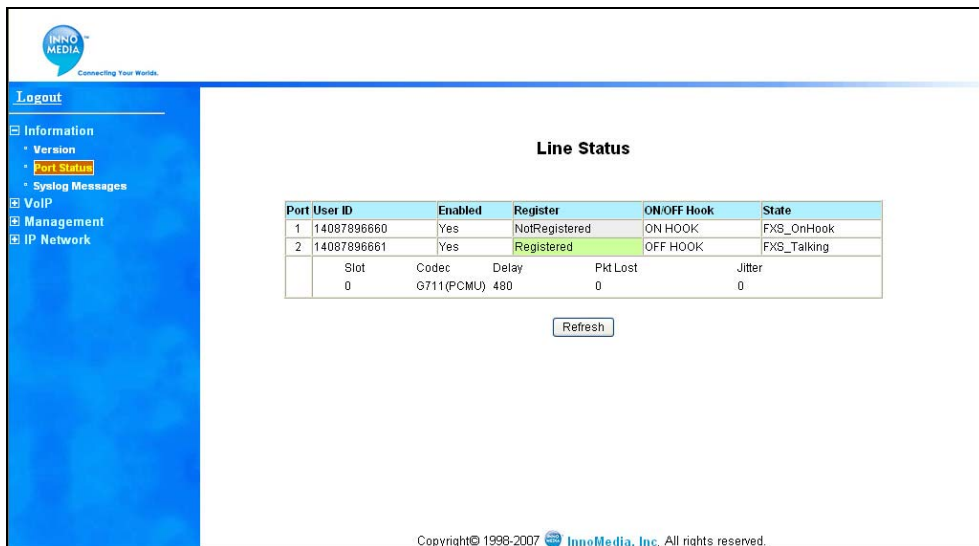 INNO
MEDIA™
Connecting Your Worlds.
Logout
Information
Version
Port Status
Syslog Messages
VoIP
Management
IP Network
Line Status
Port User ID Enabled Register ON/OFF Hook State
1 14087896660 Yes NotRegistered ON HOOK FXS_OnHook
2 14087896661 Yes Registered OFF HOOK FXS_Talking
Slot Codec Delay Pkt Lost Jitter
0 G711(PCMU) 480 0 0
Refresh
Copyright© 1998-2007 InnoMedia, Inc. All rights reserved.